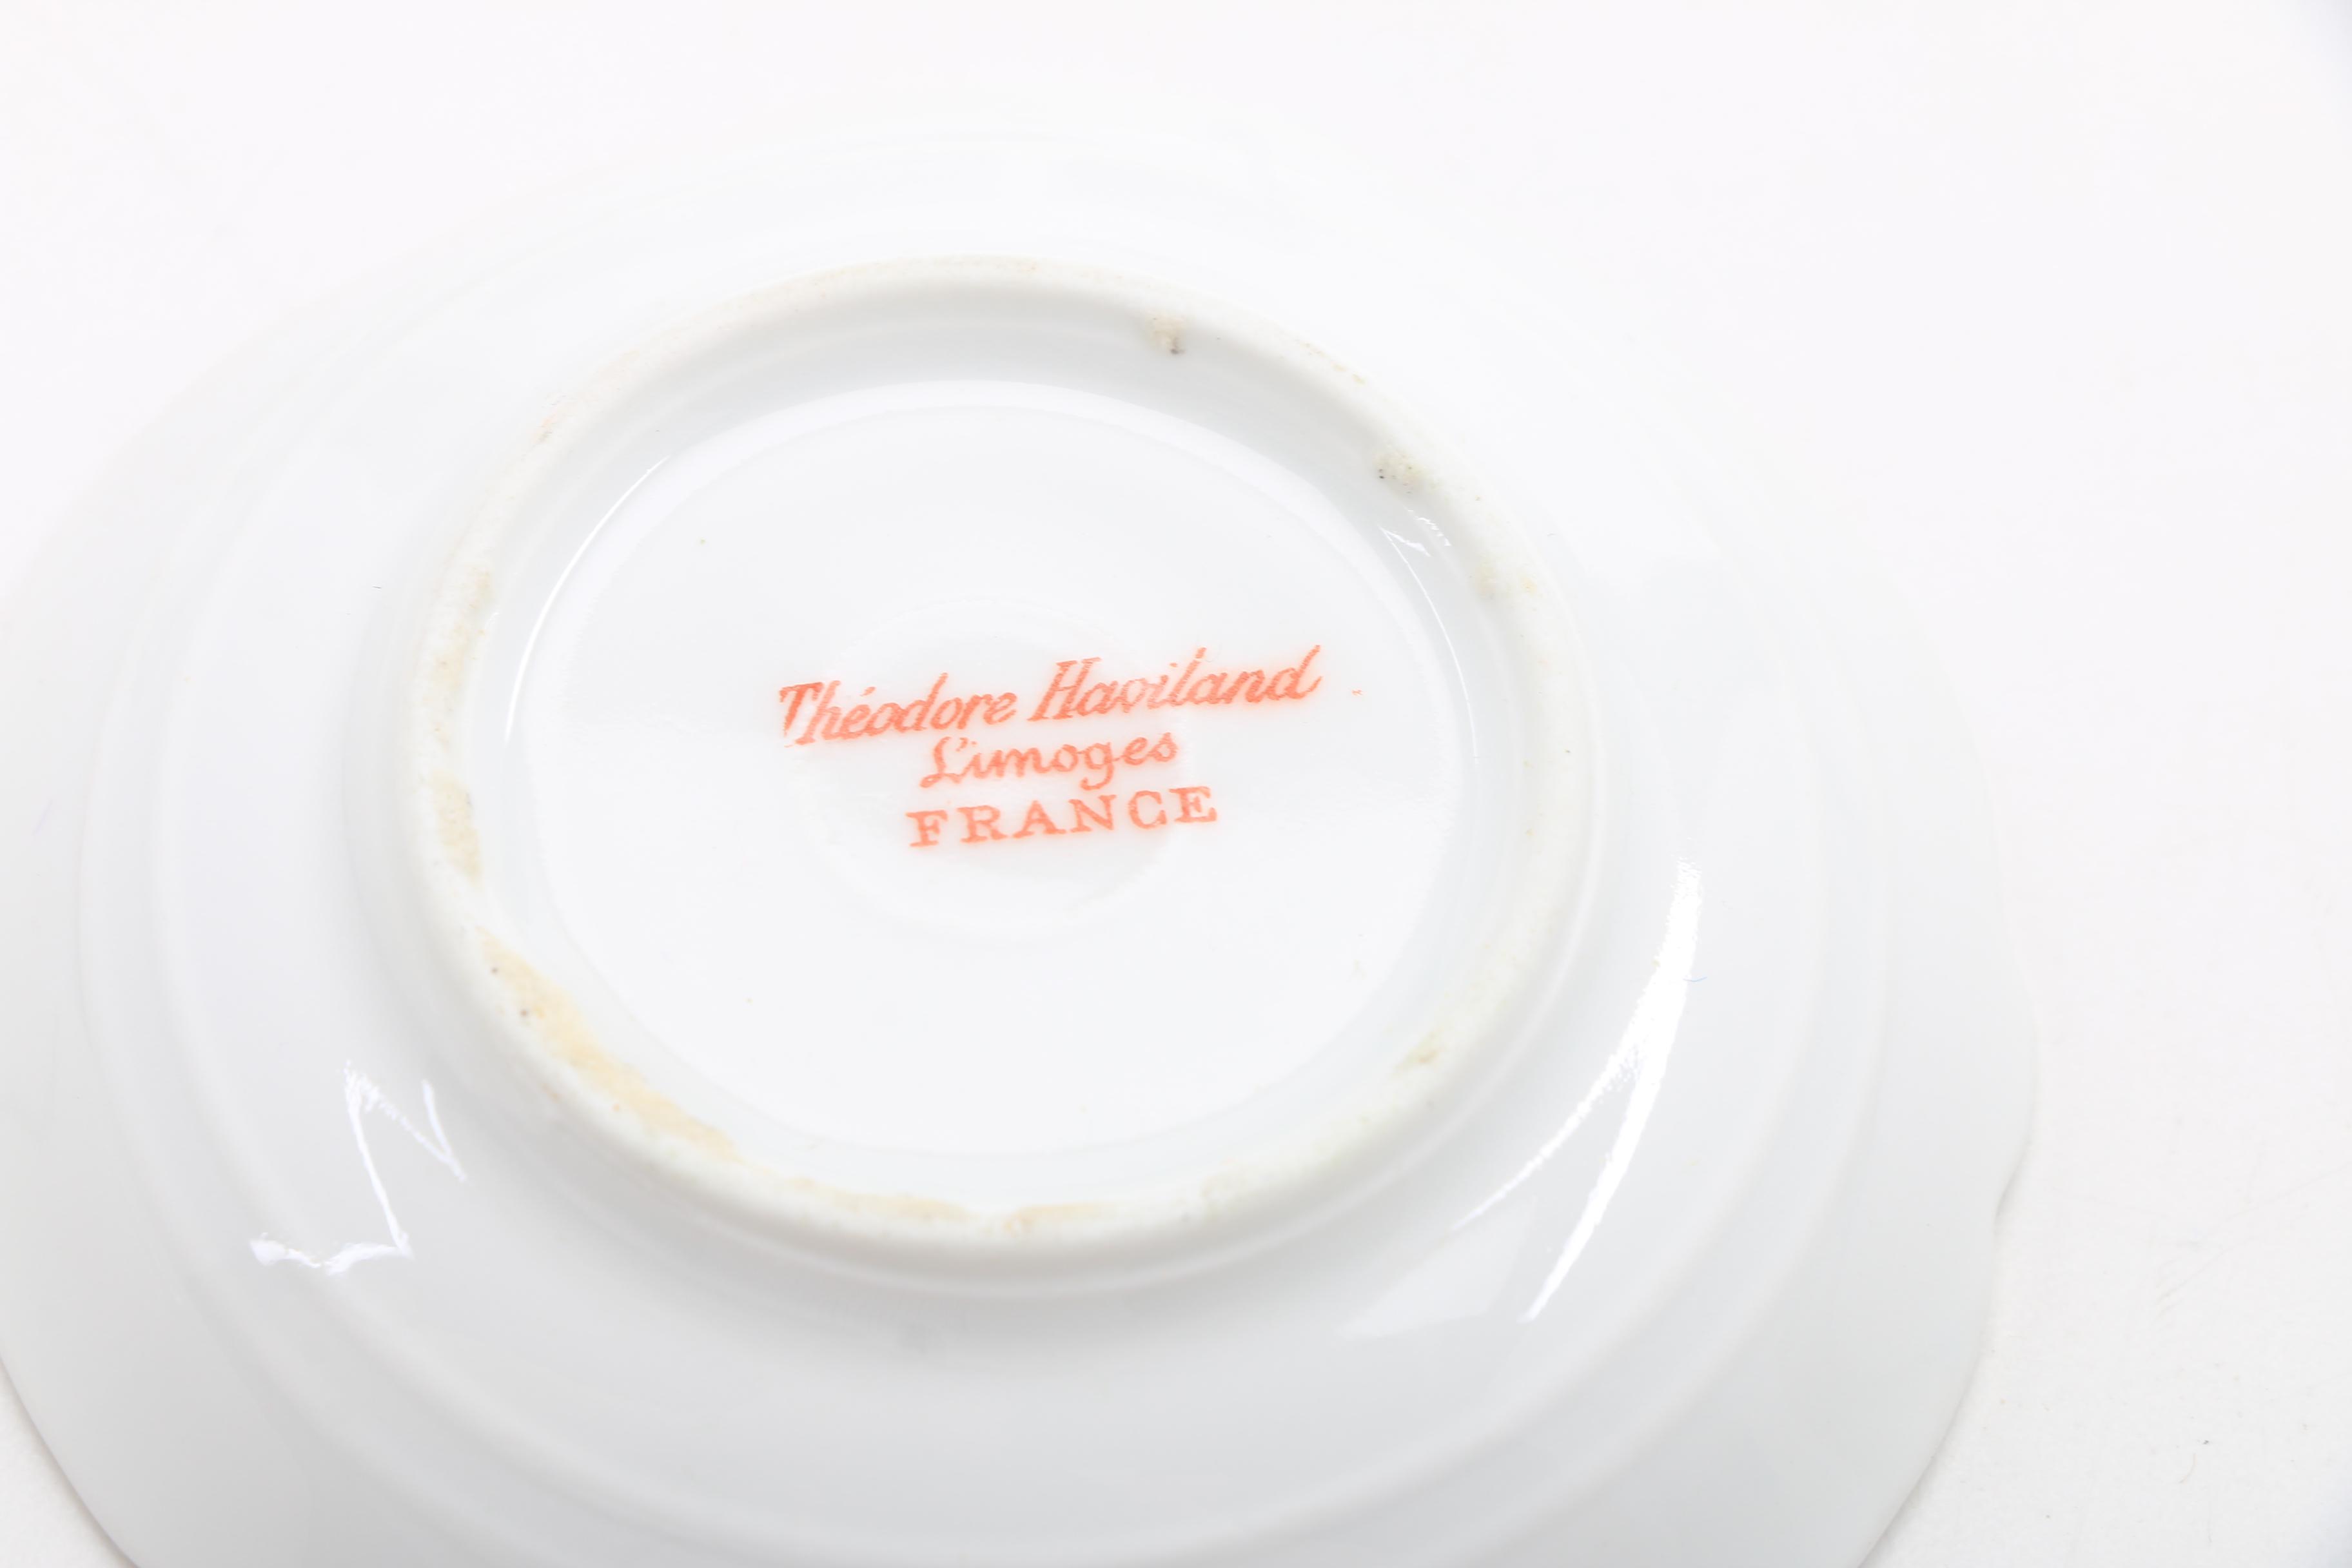 Théodore Haviland
Limoges
FRANCE